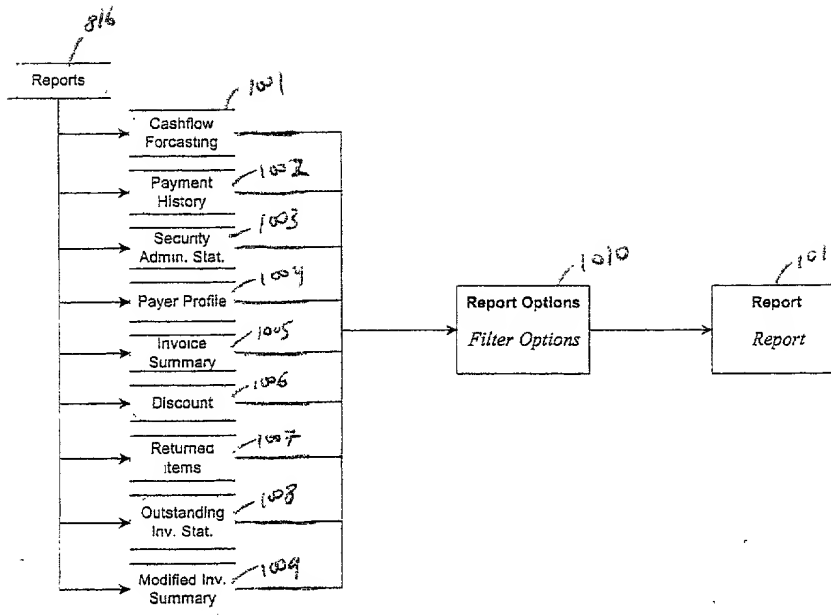 816
Reports
1001
Cashflow
Forcasting
1002
Payment
History
1003
Security
Admin. Stat.
1004
Payer Profile
1005
Invoice
Summary
1006
Discount
1007
Returned
Items
1008
Outstanding
Inv. Stat.
1009
Modified Inv.
Summary
1010
Report Options
Filter Options
101
Report
Report